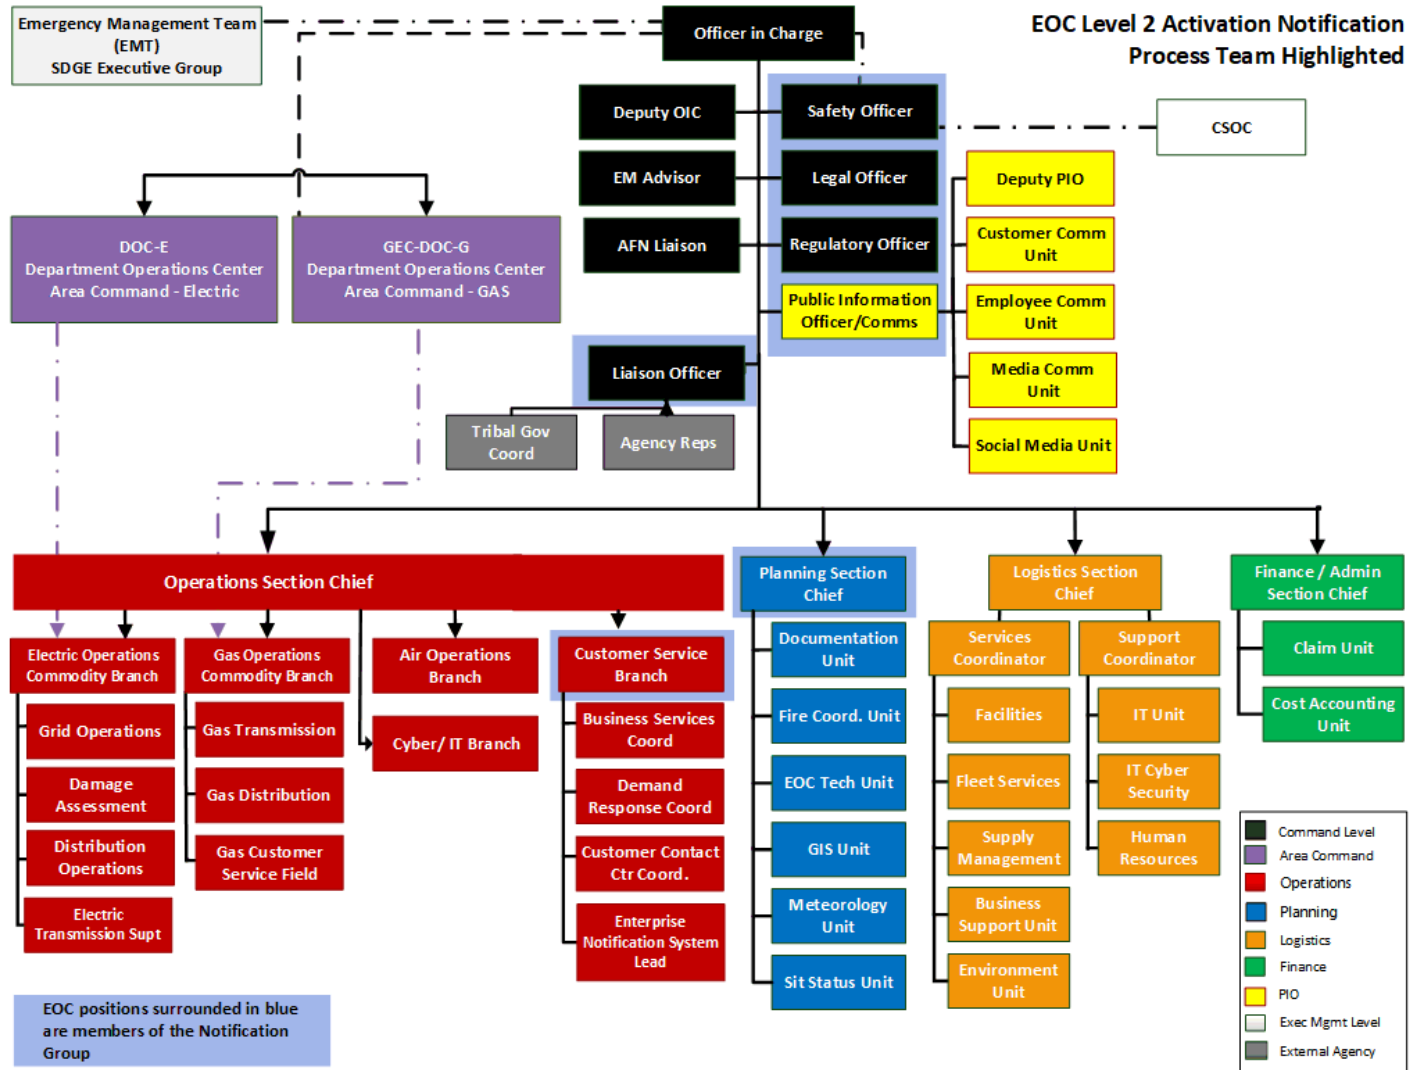 Emergency Management Team
(EMT)
SDGE Executive Group
Officer in Charge
EOC Level 2 Activation Notification
Process Team Highlighted
Deputy OIC
Safety Officer
CSOC
EM Advisor
Legal Officer
Deputy PIO
AFN Liaison
Regulatory Officer
Customer Comm
Unit
DOC-E
Department Operations Center
Area Command - Electric
GEC-DOC-G
Department Operations Center
Area Command - GAS
Public Information
Officer/Comms
Employee Comm
Unit
Liaison Officer
Media Comm
Unit
Tribal Gov
Coord
Agency Reps
Social Media Unit
Operations Section Chief
Planning Section
Chief
Logistics Section
Chief
Finance / Admin
Section Chief
Electric Operations
Commodity Branch
Gas Operations
Commodity Branch
Air Operations
Branch
Customer Service
Branch
Documentation
Unit
Services
Coordinator
Support
Coordinator
Claim Unit
Grid Operations
Gas Transmission
Cyber/ IT Branch
Business Services
Coord
Fire Coord. Unit
Facilities
IT Unit
Cost Accounting
Unit
Damage
Assessment
Gas Distribution
Demand
Response Coord
EOC Tech Unit
Fleet Services
IT Cyber
Security
Distribution
Operations
Gas Customer
Service Field
Customer Contact
Ctr Coord.
GIS Unit
Supply
Management
Human
Resources
Electric
Transmission Supt
Enterprise
Notification System
Lead
Meteorology
Unit
Business
Support Unit
Sit Status Unit
Environment
Unit
EOC positions surrounded in blue
are members of the Notification
Group
Command Level
Area Command
Operations
Planning
Logistics
Finance
PIO
Exec Mgmt Level
External Agency